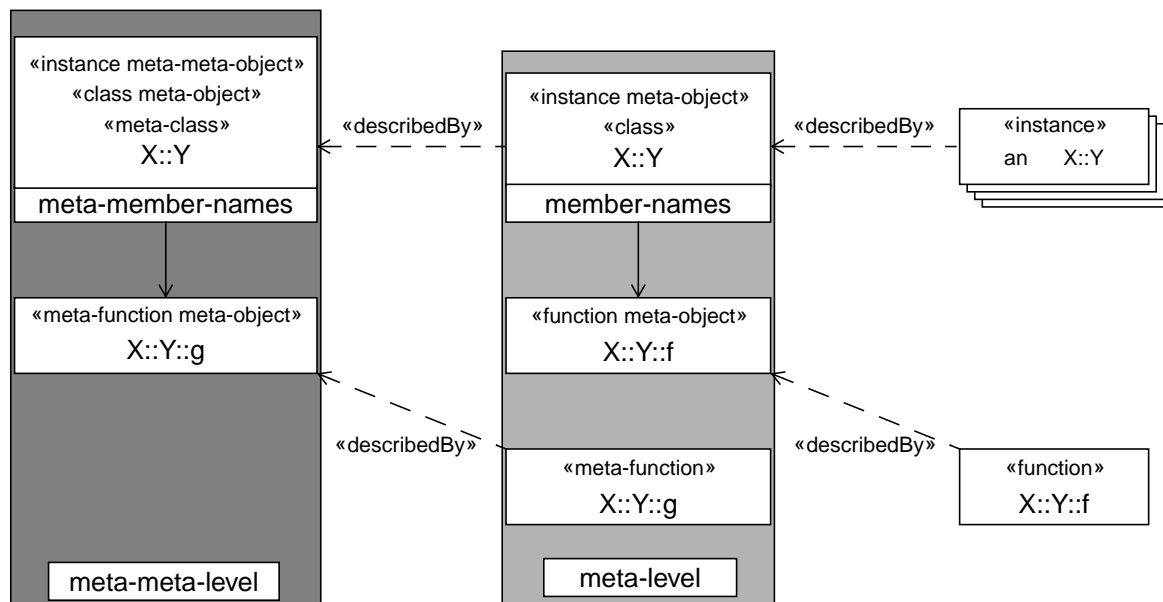 «instance meta-meta-object»
«class meta-object»
«meta-class»
X::Y
meta-member-names
«meta-function meta-object»
X::Y::g
meta-meta-level
«describedBy»
«describedBy»
«instance meta-object»
«class»
X::Y
member-names
«function meta-object»
X::Y::f
«meta-function»
X::Y::g
meta-level
«describedBy»
«describedBy»
«instance»
an X::Y
«function»
X::Y::f